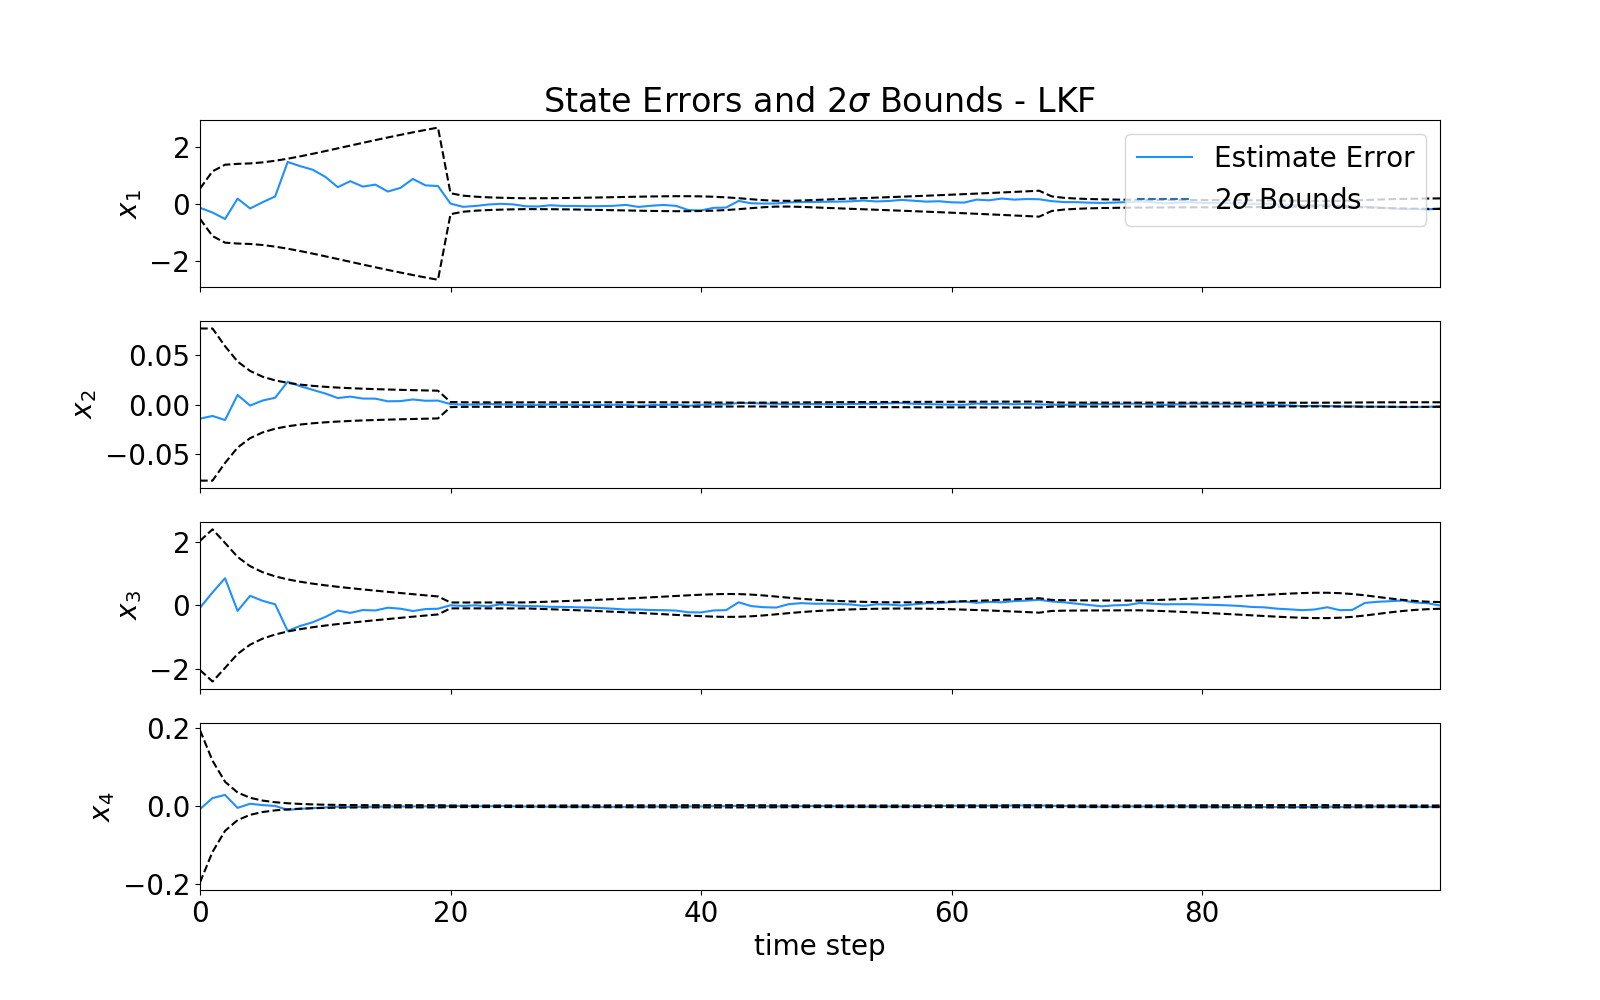 State Errors and 2σ Bounds - LKF
2
0
−2
x₁
Estimate Error
2σ Bounds
0.05
0.00
−0.05
x₂
2
0
−2
x₃
0.2
0.0
−0.2
x₄
0 20 40 60 80
time step